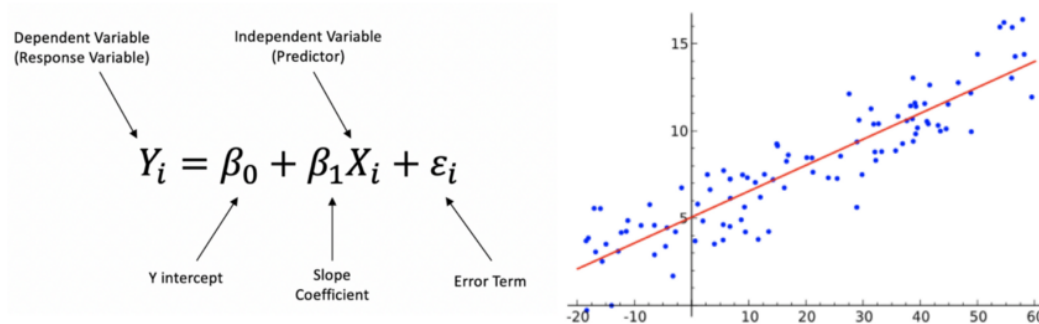 Dependent Variable
(Response Variable)
Independent Variable
(Predictor)
Yᵢ = β₀ + β₁Xᵢ + εᵢ
Y intercept
Slope
Coefficient
Error Term
15
10
5
-20 -10 10 20 30 40 50 60